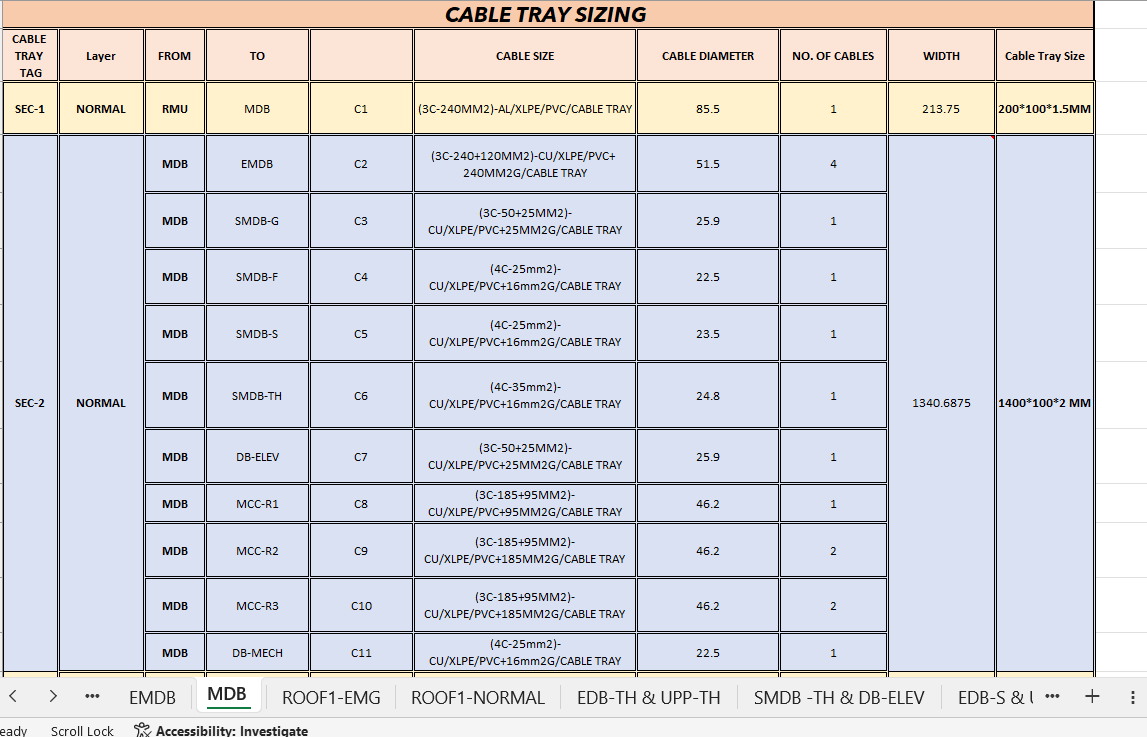 CABLE TRAY SIZING
CABLE TRAY TAG Layer FROM TO CABLE SIZE CABLE DIAMETER NO. OF CABLES WIDTH Cable Tray Size
SEC-1 NORMAL RMU MDB C1 (3C-240MM2)-AL/XLPE/PVC/CABLE TRAY 85.5 1 213.75 200*100*1.5MM
MDB EMDB C2 (3C-240+120MM2)-CU/XLPE/PVC+
240MM2G/CABLE TRAY 51.5 4
MDB SMDB-G C3 (3C-50+25MM2)-
CU/XLPE/PVC+25MM2G/CABLE TRAY 25.9 1
MDB SMDB-F C4 (4C-25mm2)-
CU/XLPE/PVC+16mm2G/CABLE TRAY 22.5 1
MDB SMDB-S C5 (4C-25mm2)-
CU/XLPE/PVC+16mm2G/CABLE TRAY 23.5 1
SEC-2 NORMAL MDB SMDB-TH C6 (4C-35mm2)-
CU/XLPE/PVC+16mm2G/CABLE TRAY 24.8 1 1340.6875 1400*100*2 MM
MDB DB-ELEV C7 (3C-50+25MM2)-
CU/XLPE/PVC+25MM2G/CABLE TRAY 25.9 1
MDB MCC-R1 C8 (3C-185+95MM2)-
CU/XLPE/PVC+95MM2G/CABLE TRAY 46.2 1
MDB MCC-R2 C9 (3C-185+95MM2)-
CU/XLPE/PVC+185MM2G/CABLE TRAY 46.2 2
MDB MCC-R3 C10 (3C-185+95MM2)-
CU/XLPE/PVC+185MM2G/CABLE TRAY 46.2 2
MDB DB-MECH C11 (4C-25mm2)-
CU/XLPE/PVC+16mm2G/CABLE TRAY 22.5 1
EMDB MDB ROOF1-EMG ROOF1-NORMAL EDB-TH & UPP-TH SMDB -TH & DB-ELEV EDB-S &
eady Scroll Lock Accessibility: Investigate